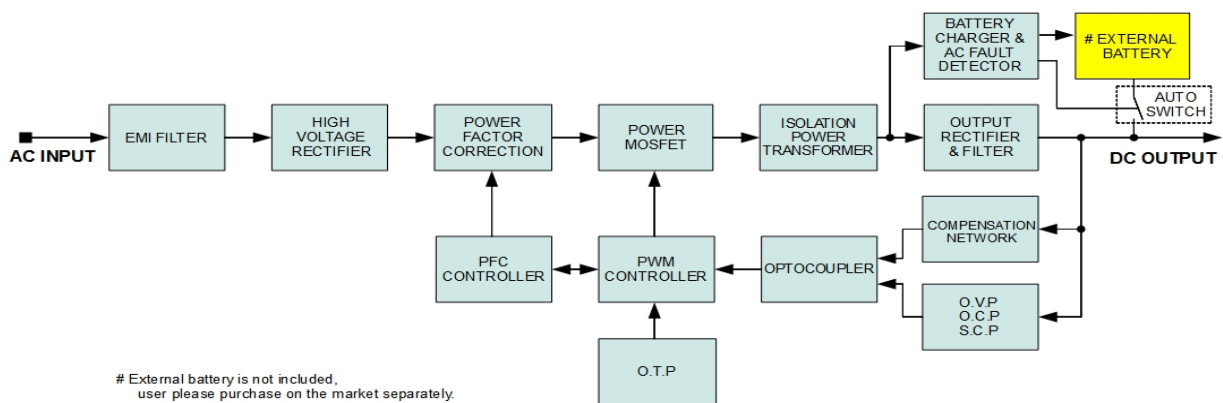 BATTERY
CHARGER &
AC FAULT
DETECTOR
# EXTERNAL
BATTERY
AUTO
SWITCH
AC INPUT
EMI FILTER
HIGH
VOLTAGE
RECTIFIER
POWER
FACTOR
CORRECTION
POWER
MOSFET
ISOLATION
POWER
TRANSFORMER
OUTPUT
RECTIFIER
& FILTER
DC OUTPUT
COMPENSATION
NETWORK
PFC
CONTROLLER
PWM
CONTROLLER
OPTOCOUPLER
O.V.P
O.C.P
S.C.P
O.T.P
# External battery is not included,
user please purchase on the market separately.